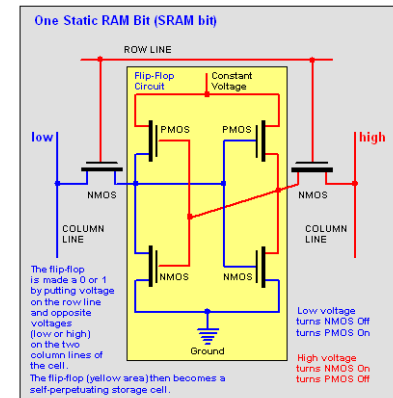 One Static RAM Bit (SRAM bit)
ROW LINE
Flip-Flop
Circuit
Constant
Voltage
low
high
PMOS
PMOS
NMOS
NMOS
COLUMN
LINE
COLUMN
LINE
NMOS
NMOS
The flip-flop
is made a 0 or 1
by putting voltage
on the row line
and opposite
voltages
(low or high)
on the two
column lines of
the cell.
The flip-flop (yellow area) then becomes a
self-perpetuating storage cell.
Ground
Low voltage
turns NMOS Off
turns PMOS On
High voltage
turns NMOS On
turns PMOS Off